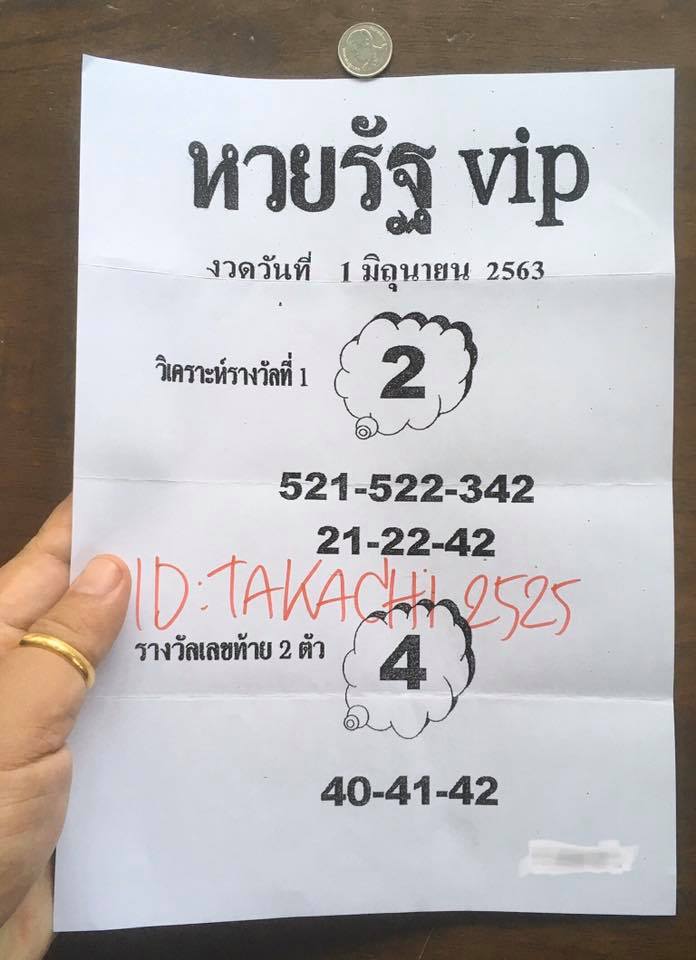 หวยรัฐ vip
งวดวันที่ 1 มิถุนายน 2563
วิเคราะห์รางวัลที่ 1 2
521-522-342
21-22-42
ID:TAKACHi 2525
รางวัลเลขท้าย 2 ตัว 4
40-41-42